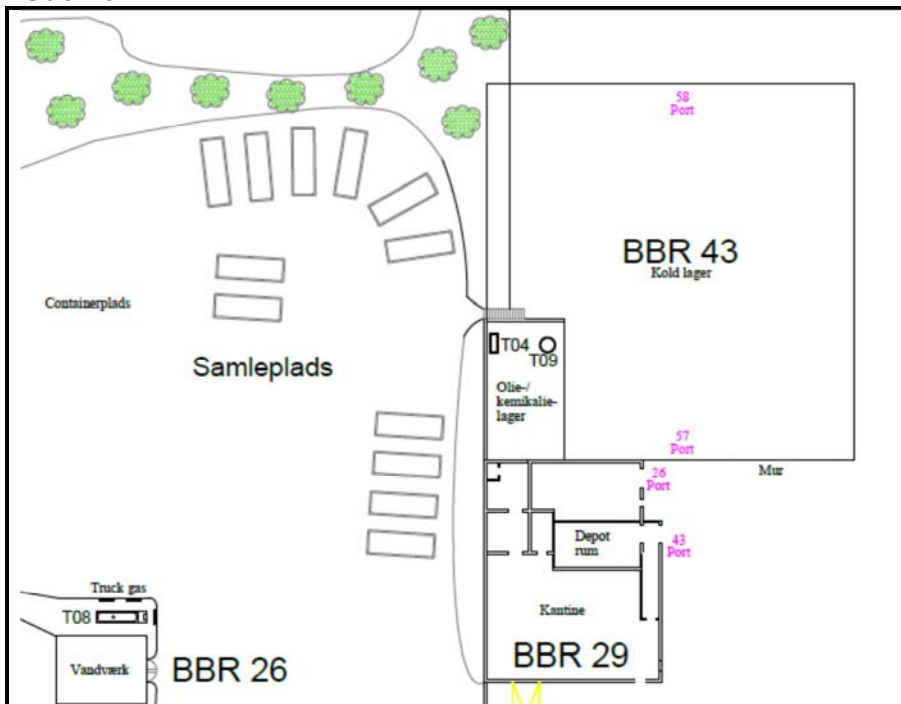 58
Port
BBR 43
Kold lager
Containerplads
T04
T09
Samleplads
Olie-/
kemikalie-
lager
57
Port
Mur
26
Port
Depot
rum
43
Port
Truck gas
T08
Kantine
BBR 29
Vandværk
BBR 26